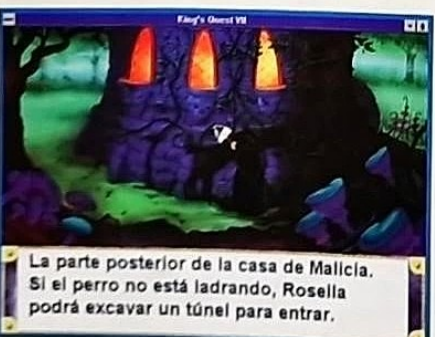 King's Quest VII
La parte posterior de la casa de Malicia.
Si el perro no está ladrando, Rosella
podrá excavar un túnel para entrar.